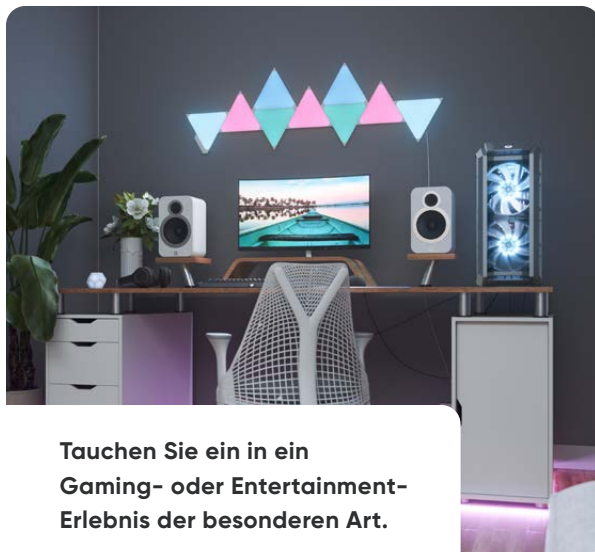 Tauchen Sie ein in ein
Gaming- oder Entertainment-
Erlebnis der besonderen Art.